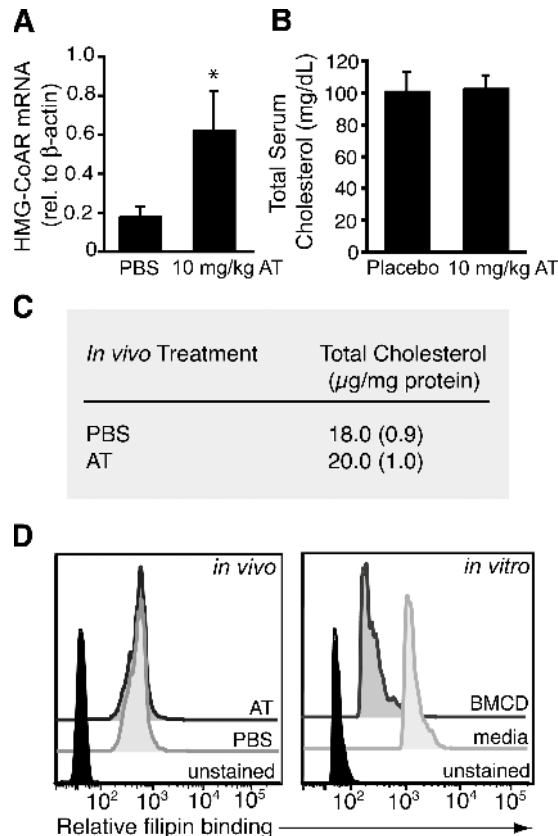 A
HMG-CoAR mRNA
(rel. to β-actin)
1.0
0.8
0.6
0.4
0.2
0
*
PBS
10 mg/kg AT
B
Total Serum
Cholesterol (mg/dL)
120
100
80
60
40
20
0
Placebo
10 mg/kg AT
C
In vivo Treatment
Total Cholesterol
(μg/mg protein)
PBS
18.0 (0.9)
AT
20.0 (1.0)
D
in vivo
AT
PBS
unstained
10² 10³ 10⁴ 10⁵
in vitro
BMCD
media
unstained
10² 10³ 10⁴ 10⁵
Relative filipin binding